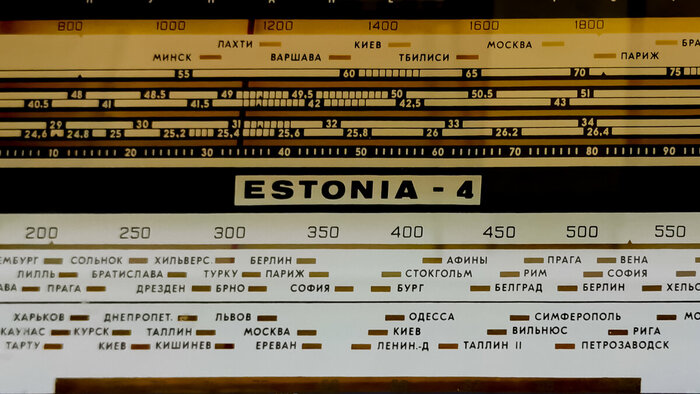 800 1000 1200 1400 1600 1800
ЛАХТИ КИЕВ МОСКВА
МИНСК ВАРШАВА ТБИЛИСИ ПАРИЖ
55 60 65 70 75
48 48.5 49 49.5 50 50.5 51
40.5 41 41,5 42 42,5 43
29 30 31 32 33 34
24,6 24.8 25 25,2 25,4 25,6 25,8 26 26,2 26,4
10 20 30 40 50 60 70 80 90
ESTONIA - 4
200 250 300 350 400 450 500 550
СОЛЬНОК ХИЛЬВЕРС. БЕРЛИН АФИНЫ ПРАГА ВЕНА
ЛИЛЛЬ БРАТИСЛАВА ТУРКУ ПАРИЖ СТОКГОЛЬМ РИМ СОФИЯ
ПРАГА ДРЕЗДЕН БРНО СОФИЯ БУРГ БЕЛГРАД БЕРЛИН
ХАРЬКОВ ДНЕПРОПЕТ. ЛЬВОВ ОДЕССА СИМФЕРОПОЛЬ
КАУНАС КУРСК ТАЛЛИН МОСКВА КИЕВ ВИЛЬНЮС РИГА
ТАРТУ КИЕВ КИШИНЕВ ЕРЕВАН ЛЕНИН.-Д ТАЛЛИН II ПЕТРОЗАВОДСК